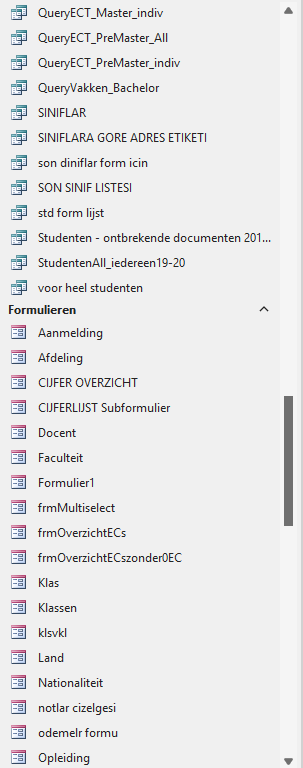 QueryECT_Master_indiv
QueryECT_PreMaster_All
QueryECT_PreMaster_indiv
QueryVakken_Bachelor
SINIFLAR
SINIFLARA GORE ADRES ETIKETI
son diniflar form icin
SON SINIF LISTESI
std form lijst
Studenten - ontbrekende documenten 201...
StudentenAll_iedereen19-20
voor heel studenten
Formulieren
Aanmelding
Afdeling
CIJFER OVERZICHT
CIJFERLIJST Subformulier
Docent
Faculteit
Formulier1
frmMultiselect
frmOverzichtECs
frmOverzichtECszonder0EC
Klas
Klassen
klsvkl
Land
Nationaliteit
notlar cizelgesi
odemelr formu
Opleiding